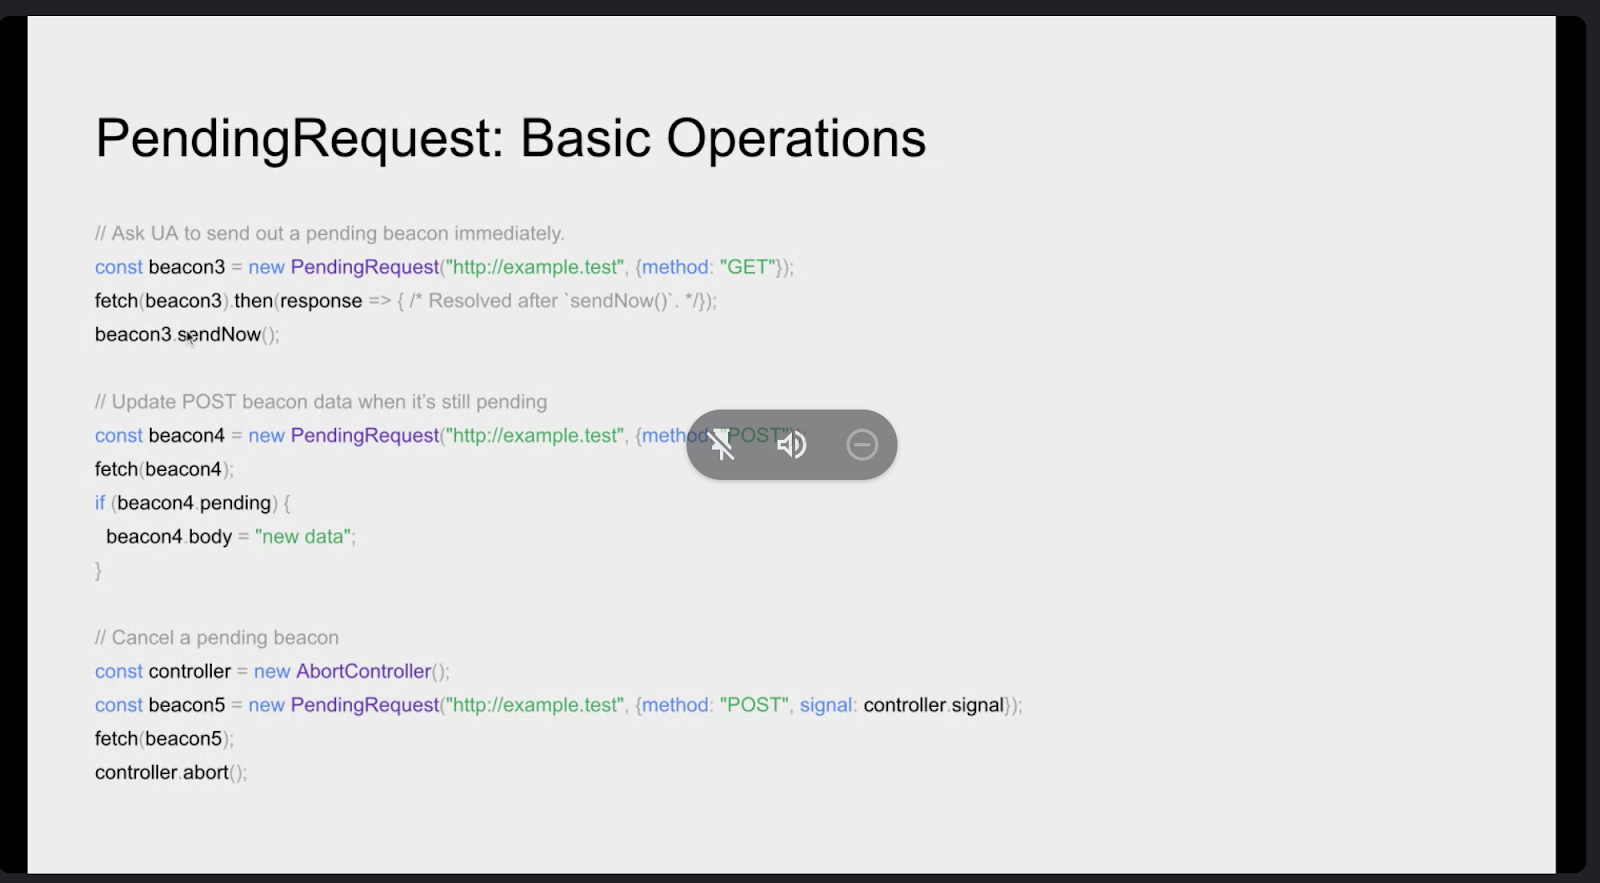 PendingRequest: Basic Operations
// Ask UA to send out a pending beacon immediately.
const beacon3 = new PendingRequest("http://example.test", {method: "GET"});
fetch(beacon3).then(response => { /* Resolved after `sendNow()`. */});
beacon3.sendNow();
// Update POST beacon data when it’s still pending
const beacon4 = new PendingRequest("http://example.test", {method: "POST"});
fetch(beacon4);
if (beacon4.pending) {
beacon4.body = "new data";
}
// Cancel a pending beacon
const controller = new AbortController();
const beacon5 = new PendingRequest("http://example.test", {method: "POST", signal: controller.signal});
fetch(beacon5);
controller.abort();